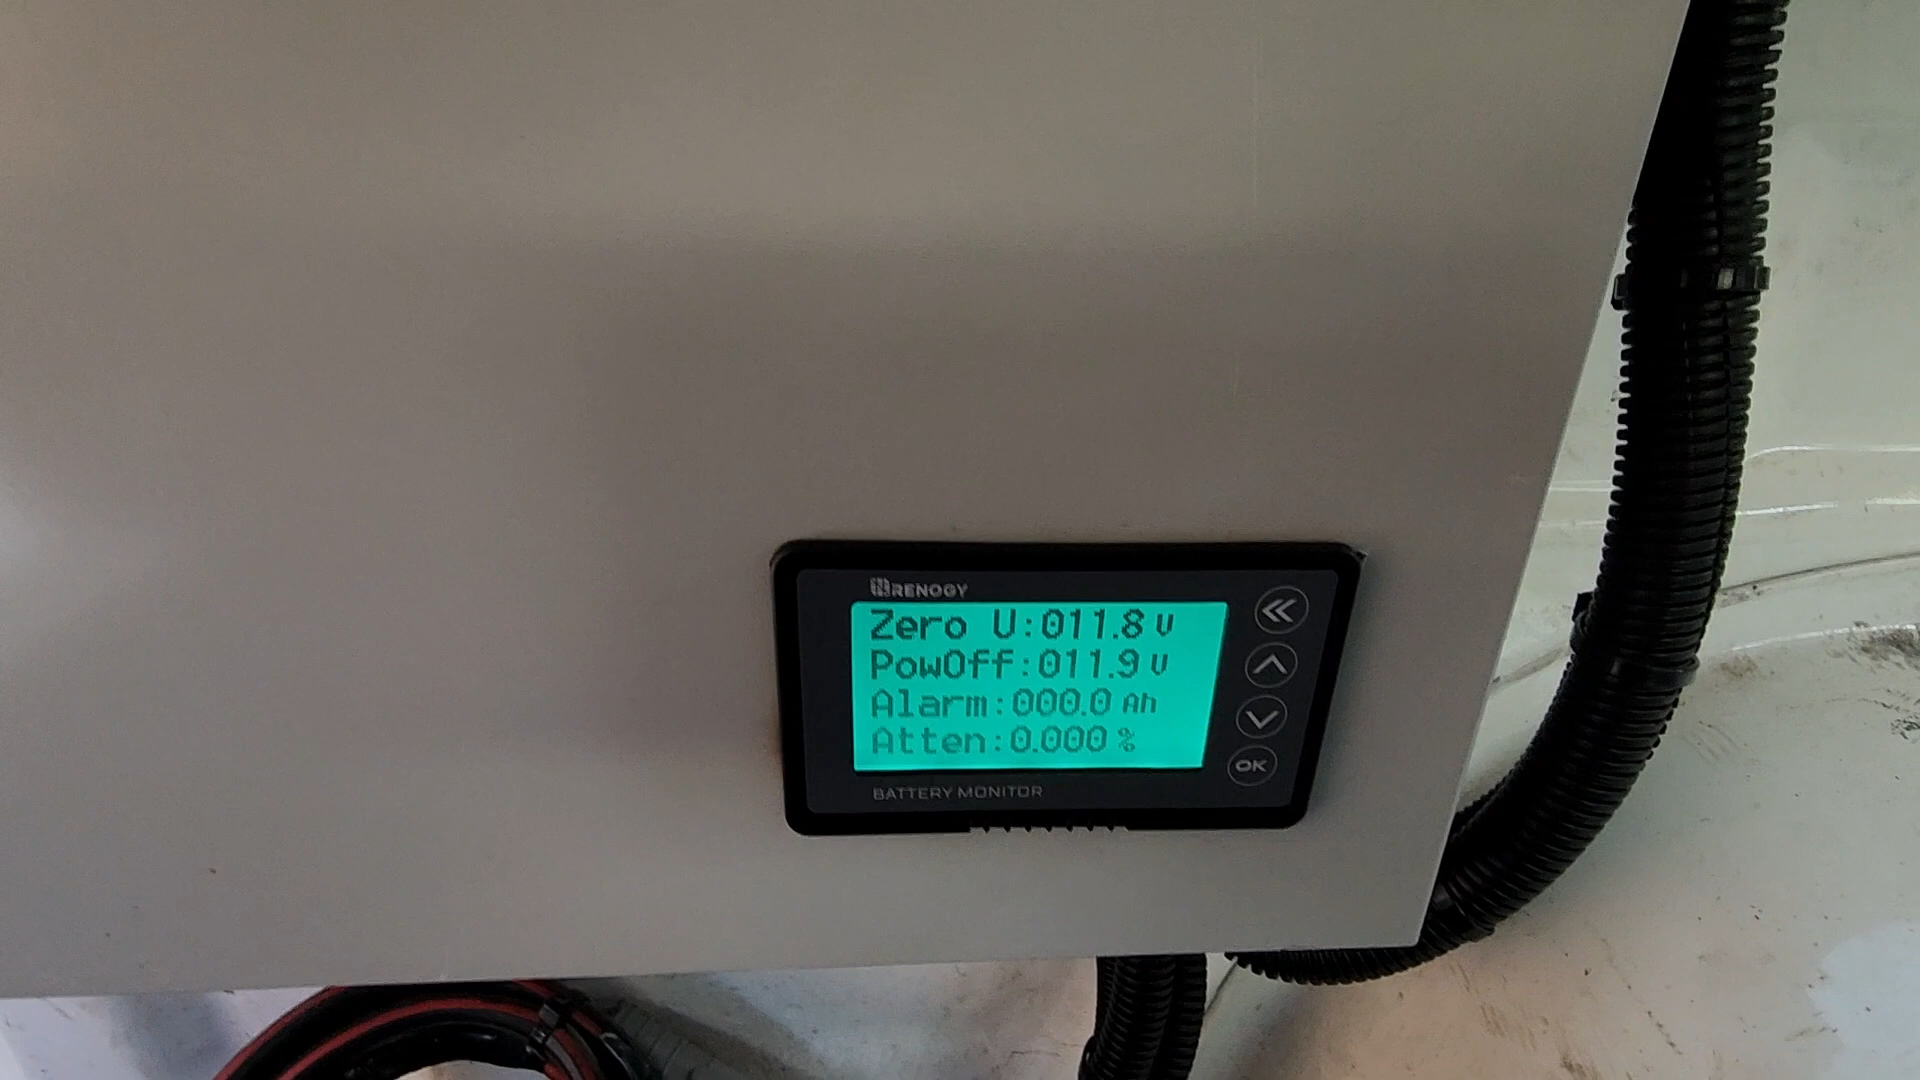 RENOGY
Zero U:011.8 V
PowOff:011.9 V
Alarm:000.0 Ah
Atten:0.000 %
OK
BATTERY MONITOR